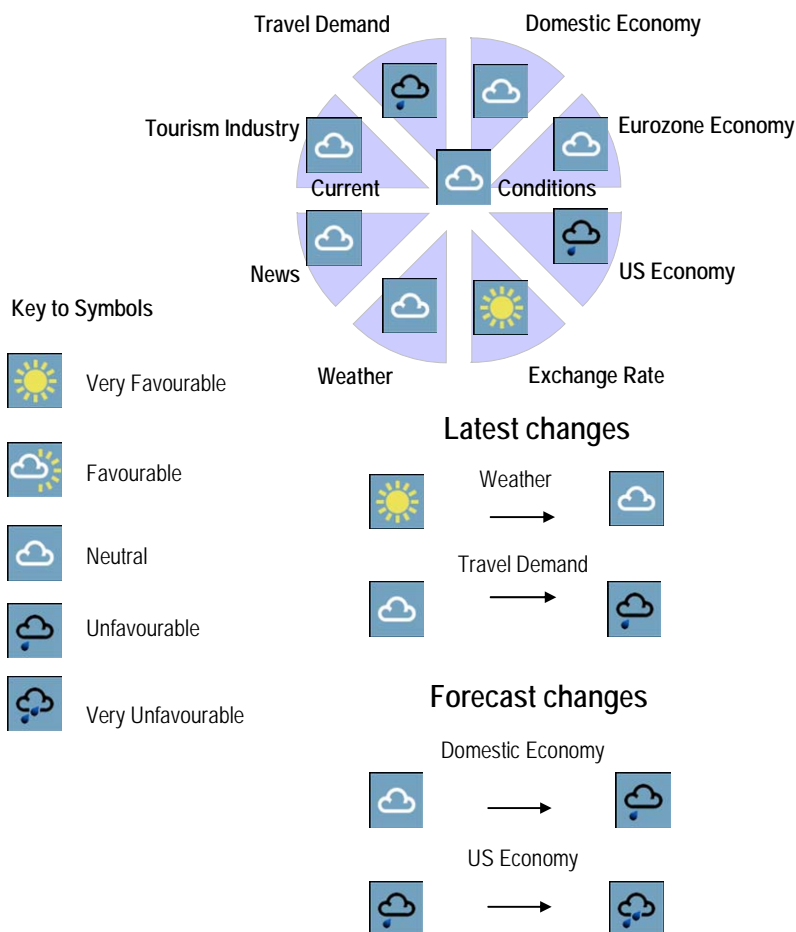 Travel Demand
Domestic Economy
Tourism Industry
Eurozone Economy
Current
Conditions
News
US Economy
Weather
Exchange Rate
Key to Symbols
Very Favourable
Favourable
Neutral
Unfavourable
Very Unfavourable
Latest changes
Weather
Travel Demand
Forecast changes
Domestic Economy
US Economy